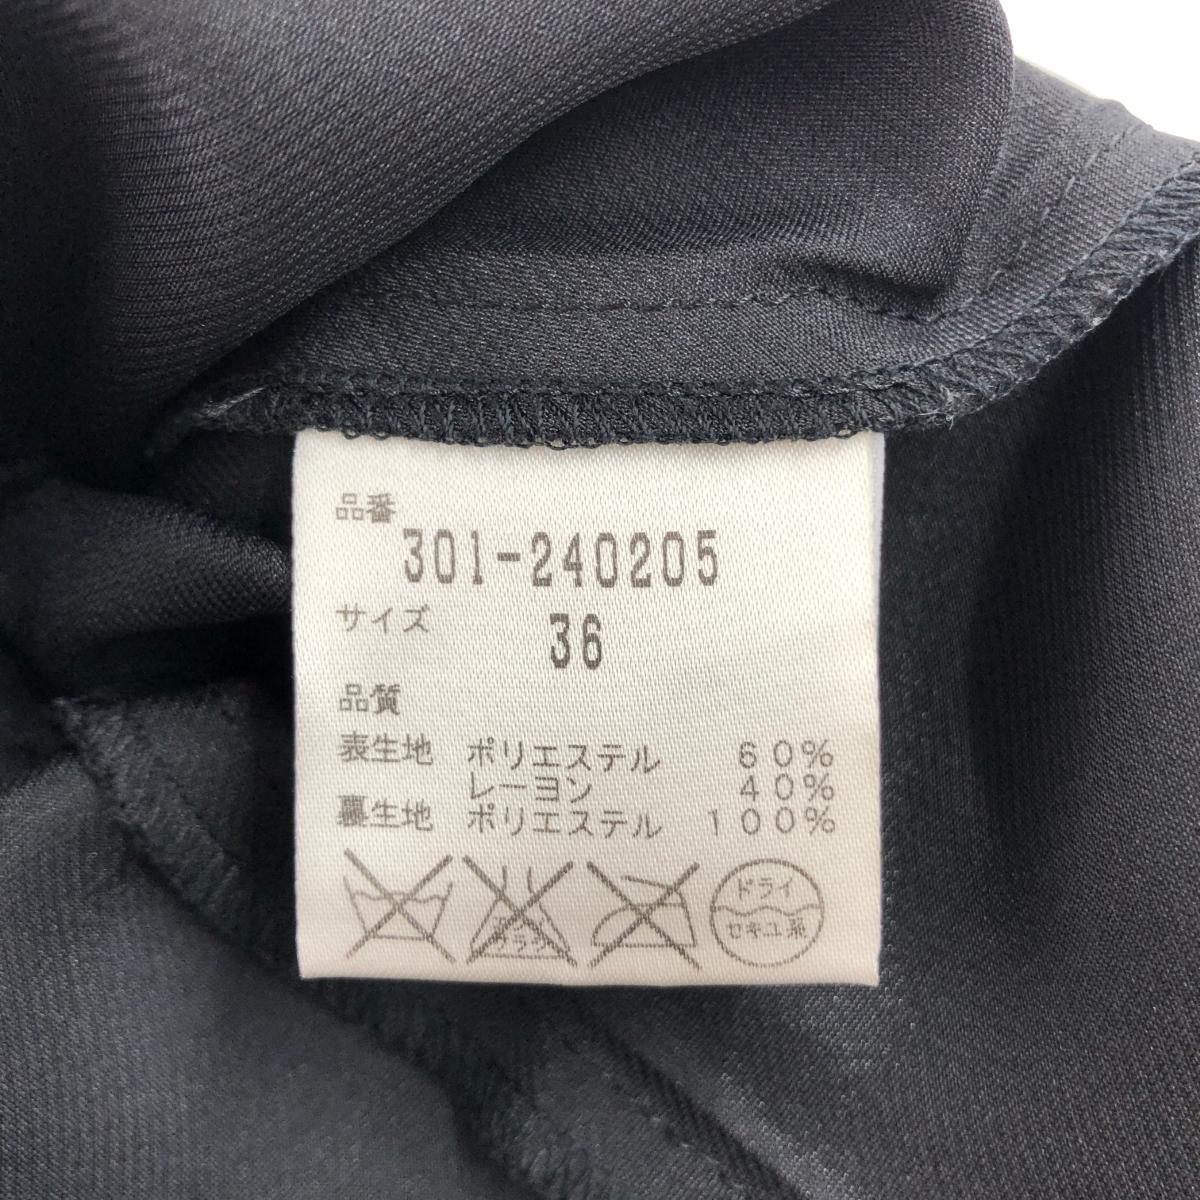 品番
301-240205
サイズ 36
品質
表生地 ポリエステル 60%
レーヨン 40%
裏生地 ポリエステル 100%
ドライ
セキユ系